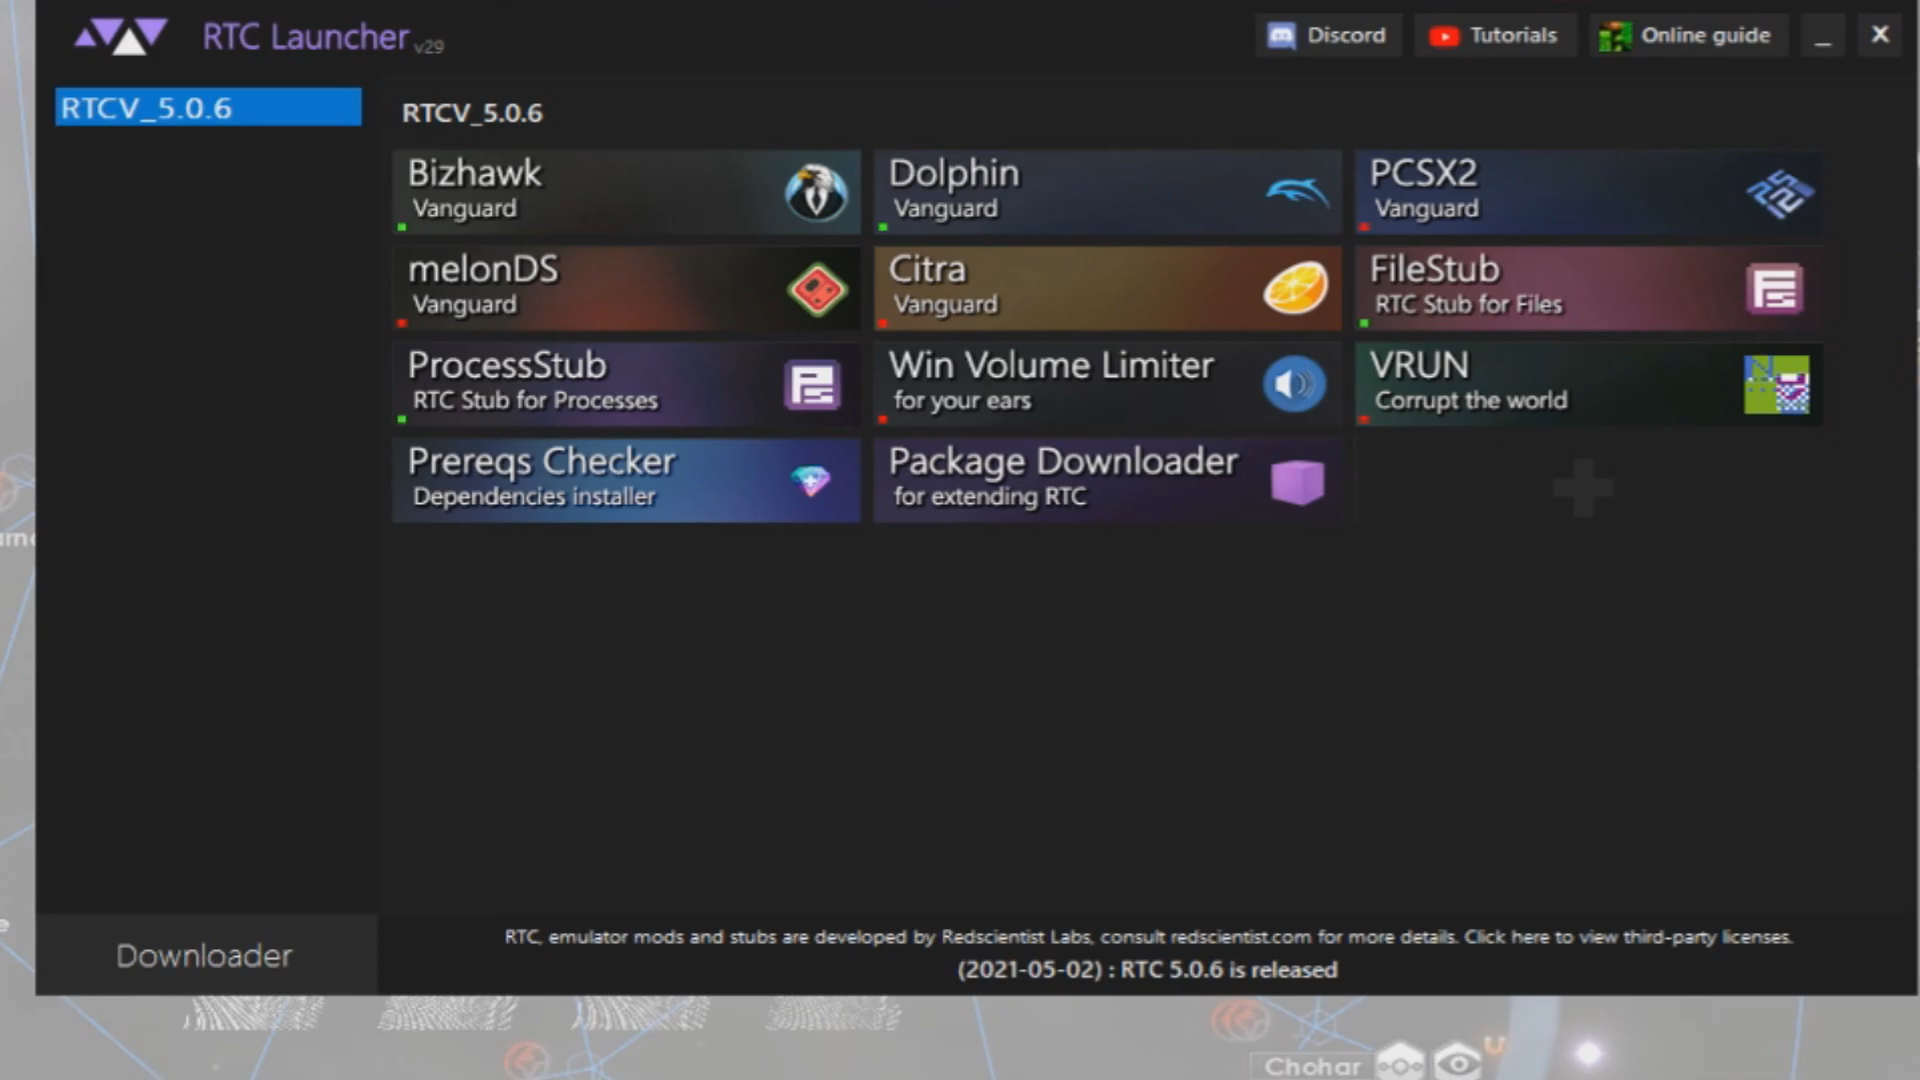 RTC Launcher v29
Discord
Tutorials
Online guide
_
X
RTCV_5.0.6
RTCV_5.0.6
Bizhawk
Vanguard
Dolphin
Vanguard
PCSX2
Vanguard
melonDS
Vanguard
Citra
Vanguard
FileStub
RTC Stub for Files
ProcessStub
RTC Stub for Processes
Win Volume Limiter
for your ears
VRUN
Corrupt the world
Prereqs Checker
Dependencies installer
Package Downloader
for extending RTC
Downloader
RTC, emulator mods and stubs are developed by Redscientist Labs, consult redscientist.com for more details. Click here to view third-party licenses.
(2021-05-02) : RTC 5.0.6 is released
Chohar